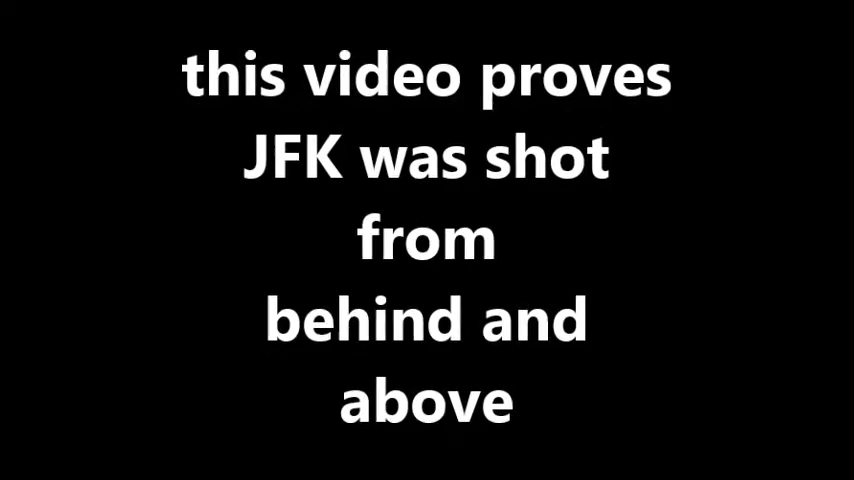 this video proves
JFK was shot
from
behind and
above